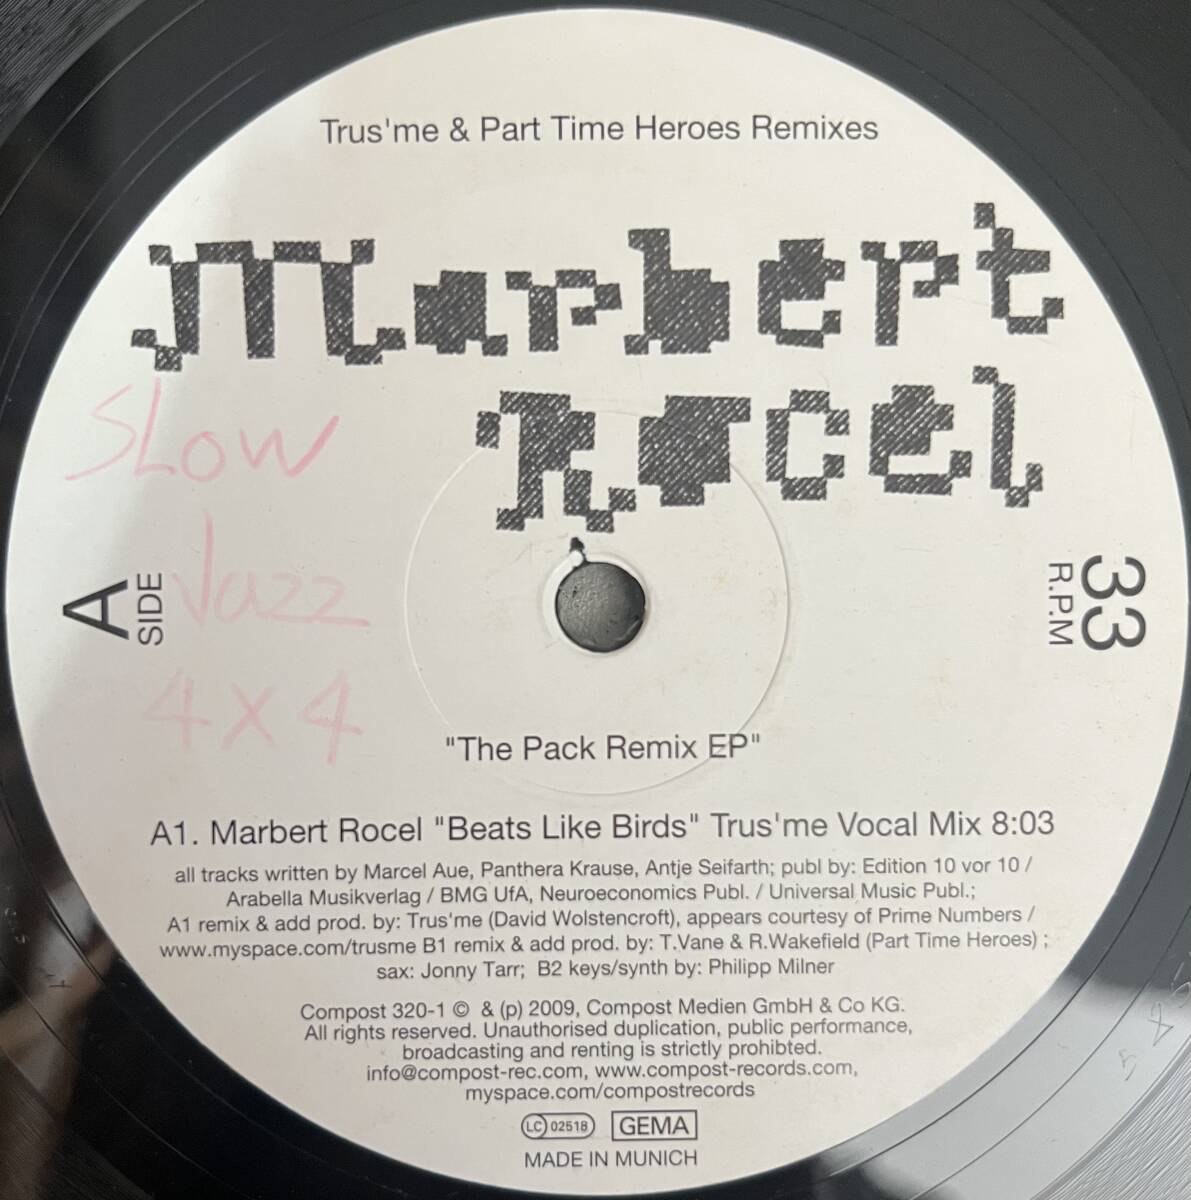 Trus'me & Part Time Heroes Remixes
Marbert
Rocel
SLOW
Jazz
4x4
A
SIDE
33
R.P.M
"The Pack Remix EP"
A1. Marbert Rocel "Beats Like Birds" Trus'me Vocal Mix 8:03
all tracks written by Marcel Aue, Panthera Krause, Antje Seifarth; publ by: Edition 10 vor 10 /
Arabella Musikverlag / BMG UfA, Neuroeconomics Publ. / Universal Music Publ.;
A1 remix & add prod. by: Trus'me (David Wolstencroft), appears courtesy of Prime Numbers /
www.myspace.com/trusme B1 remix & add prod. by: T.Vane & R.Wakefield (Part Time Heroes) ;
sax: Jonny Tarr; B2 keys/synth by: Philipp Milner
Compost 320-1 © & (p) 2009, Compost Medien GmbH & Co KG.
All rights reserved. Unauthorised duplication, public performance,
broadcasting and renting is strictly prohibted.
info@compost-rec.com, www.compost-records.com,
myspace.com/compostrecords
LC 02518 GEMA
MADE IN MUNICH